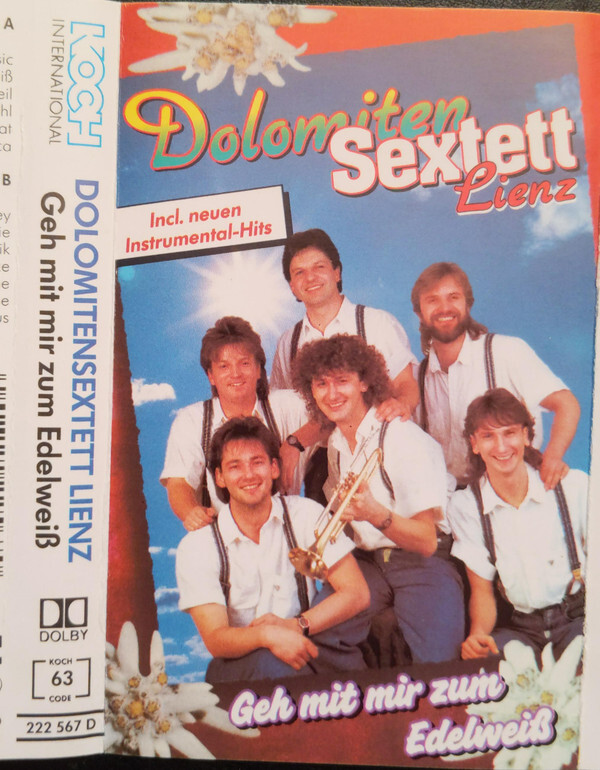 A
B
KOCH
INTERNATIONAL
DOLOMITENSEXTETT LIENZ
Geh mit mir zum Edelweiß
DOLBY
KOCH
63
CODE
222 567 D
Dolomiten
Sextett
Lienz
Incl. neuen
Instrumental-Hits
Geh mit mir zum
Edelweiß